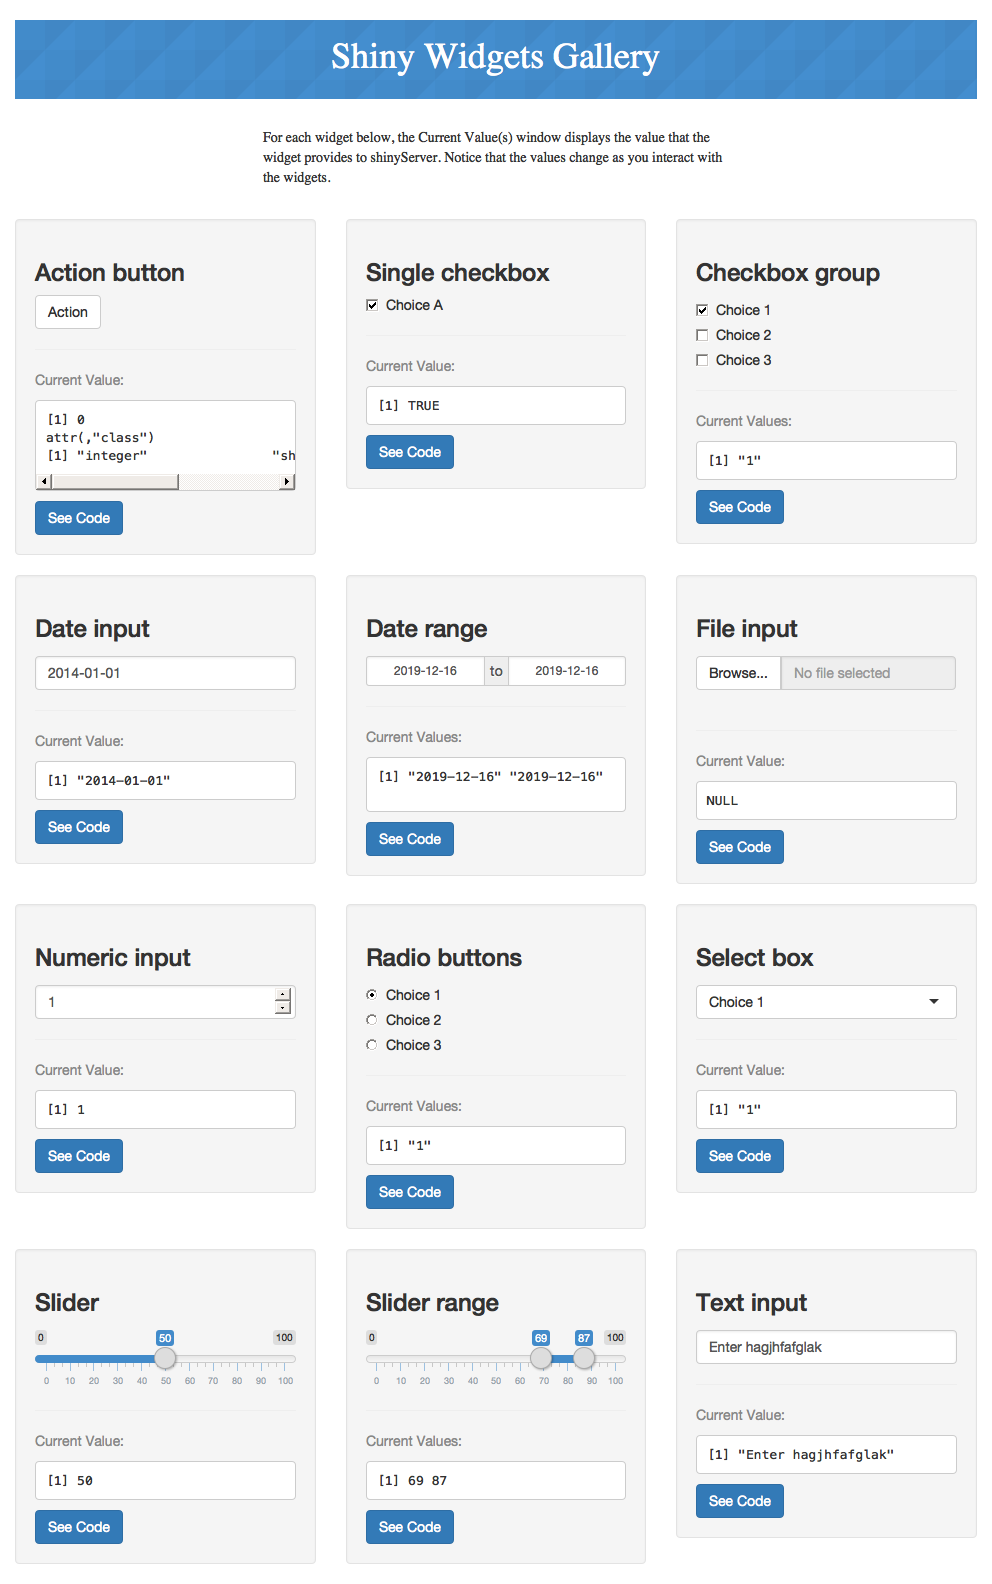 Shiny Widgets Gallery
For each widget below, the Current Value(s) window displays the value that the
widget provides to shinyServer. Notice that the values change as you interact with
the widgets.
Action button
Action
Current Value:
[1] 0
attr(,"class")
[1] "integer" "sh
See Code
Single checkbox
Choice A
Current Value:
[1] TRUE
See Code
Checkbox group
Choice 1
Choice 2
Choice 3
Current Values:
[1] "1"
See Code
Date input
2014-01-01
Current Value:
[1] "2014-01-01"
See Code
Date range
2019-12-16 to 2019-12-16
Current Values:
[1] "2019-12-16" "2019-12-16"
See Code
File input
Browse... No file selected
Current Value:
NULL
See Code
Numeric input
1
Current Value:
[1] 1
See Code
Radio buttons
Choice 1
Choice 2
Choice 3
Current Values:
[1] "1"
See Code
Select box
Choice 1
Current Value:
[1] "1"
See Code
Slider
0 50 100
0 10 20 30 40 50 60 70 80 90 100
Current Value:
[1] 50
See Code
Slider range
0 69 87 100
0 10 20 30 40 50 60 70 80 90 100
Current Values:
[1] 69 87
See Code
Text input
Enter hagjhfafglak
Current Value:
[1] "Enter hagjhfafglak"
See Code